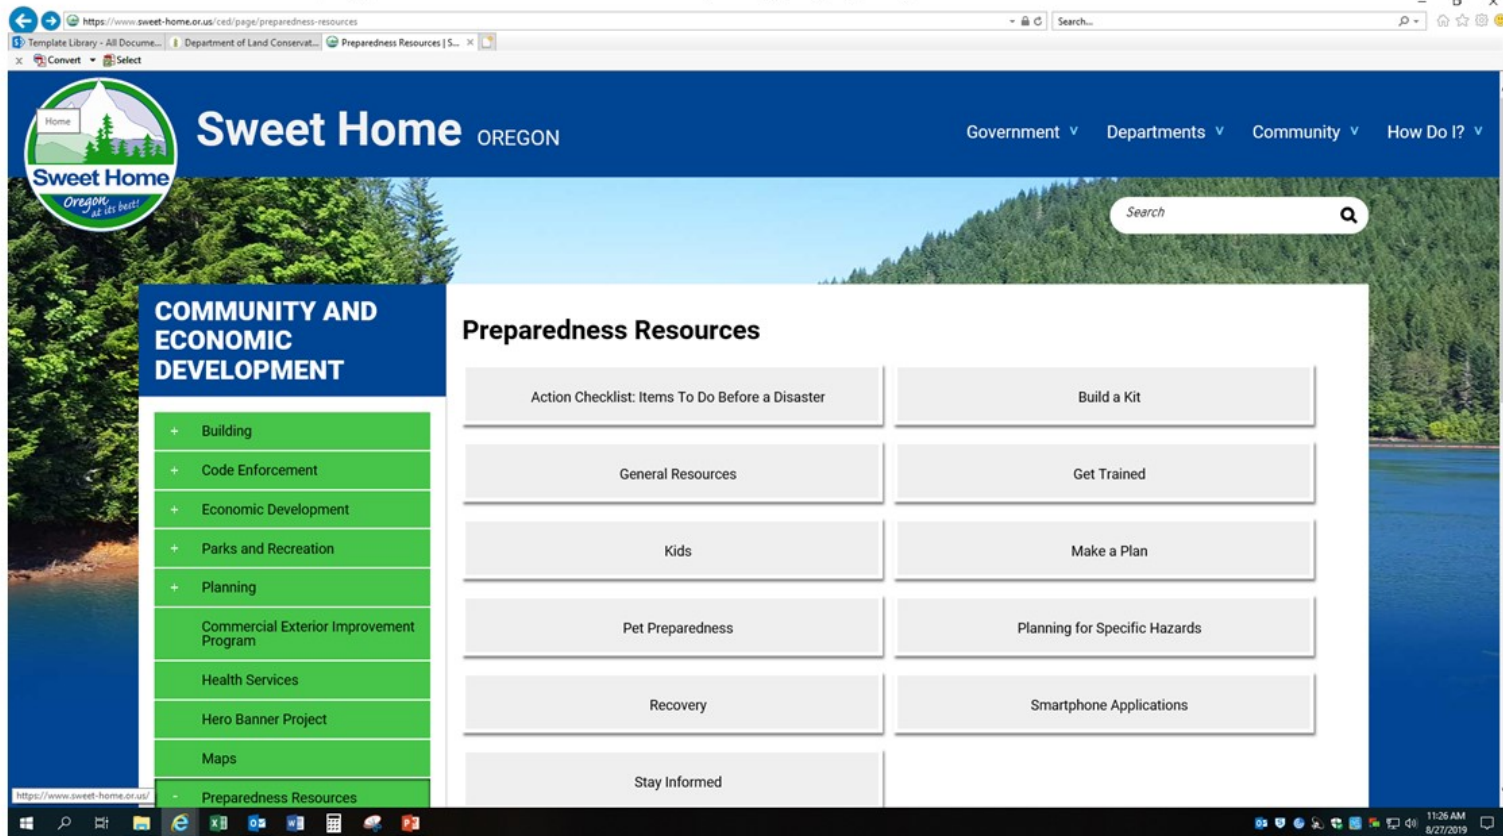 https://www.sweet-home.or.us/ced/page/preparedness-resources
Search...
Template Library - All Docume...
Department of Land Conservat...
Preparedness Resources | S...
x Convert Select
Home
Sweet Home
Oregon
at its best!
Sweet Home OREGON
Government
Departments
Community
How Do I?
Search
COMMUNITY AND
ECONOMIC
DEVELOPMENT
+ Building
+ Code Enforcement
+ Economic Development
+ Parks and Recreation
+ Planning
Commercial Exterior Improvement
Program
Health Services
Hero Banner Project
Maps
- Preparedness Resources
Preparedness Resources
Action Checklist: Items To Do Before a Disaster
Build a Kit
General Resources
Get Trained
Kids
Make a Plan
Pet Preparedness
Planning for Specific Hazards
Recovery
Smartphone Applications
Stay Informed
https://www.sweet-home.or.us/
11:26 AM
8/27/2019